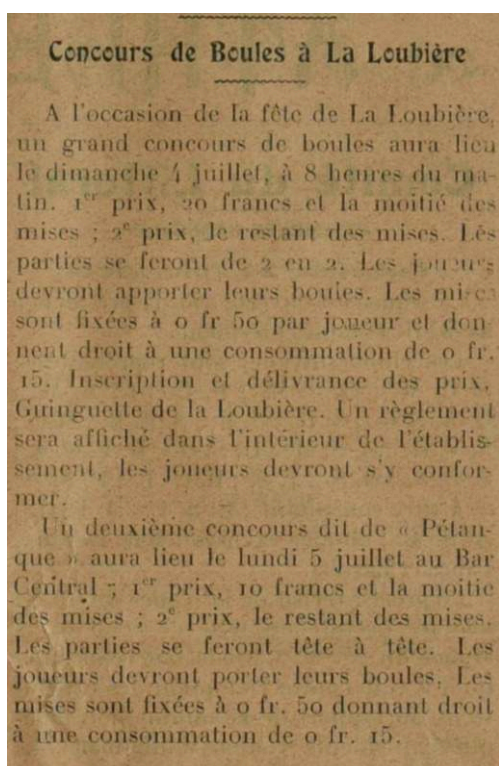 Concours de Boules à La Loubière
A l'occasion de la fête de La Loubière,
un grand concours de boules aura lieu
le dimanche 4 juillet, à 8 heures du ma-
tin. 1er prix, 20 francs et la moitié des
mises ; 2e prix, le restant des mises. Les
parties se feront de 2 en 2. Les joueurs
devront apporter leurs boules. Les mises
sont fixées à 0 fr 50 par joueur et don-
nent droit à une consommation de 0 fr.
15. Inscription et délivrance des prix,
Guinguette de la Loubière. Un règlement
sera affiché dans l'intérieur de l'établis-
sement, les joueurs devront s'y confor-
mer.
Un deuxième concours dit de « Pétan-
que » aura lieu le lundi 5 juillet au Bar
Central ; 1er prix, 10 francs et la moitié
des mises ; 2e prix, le restant des mises.
Les parties se feront tête à tête. Les
joueurs devront porter leurs boules. Les
mises sont fixées à 0 fr. 50 donnant droit
à une consommation de 0 fr. 15.